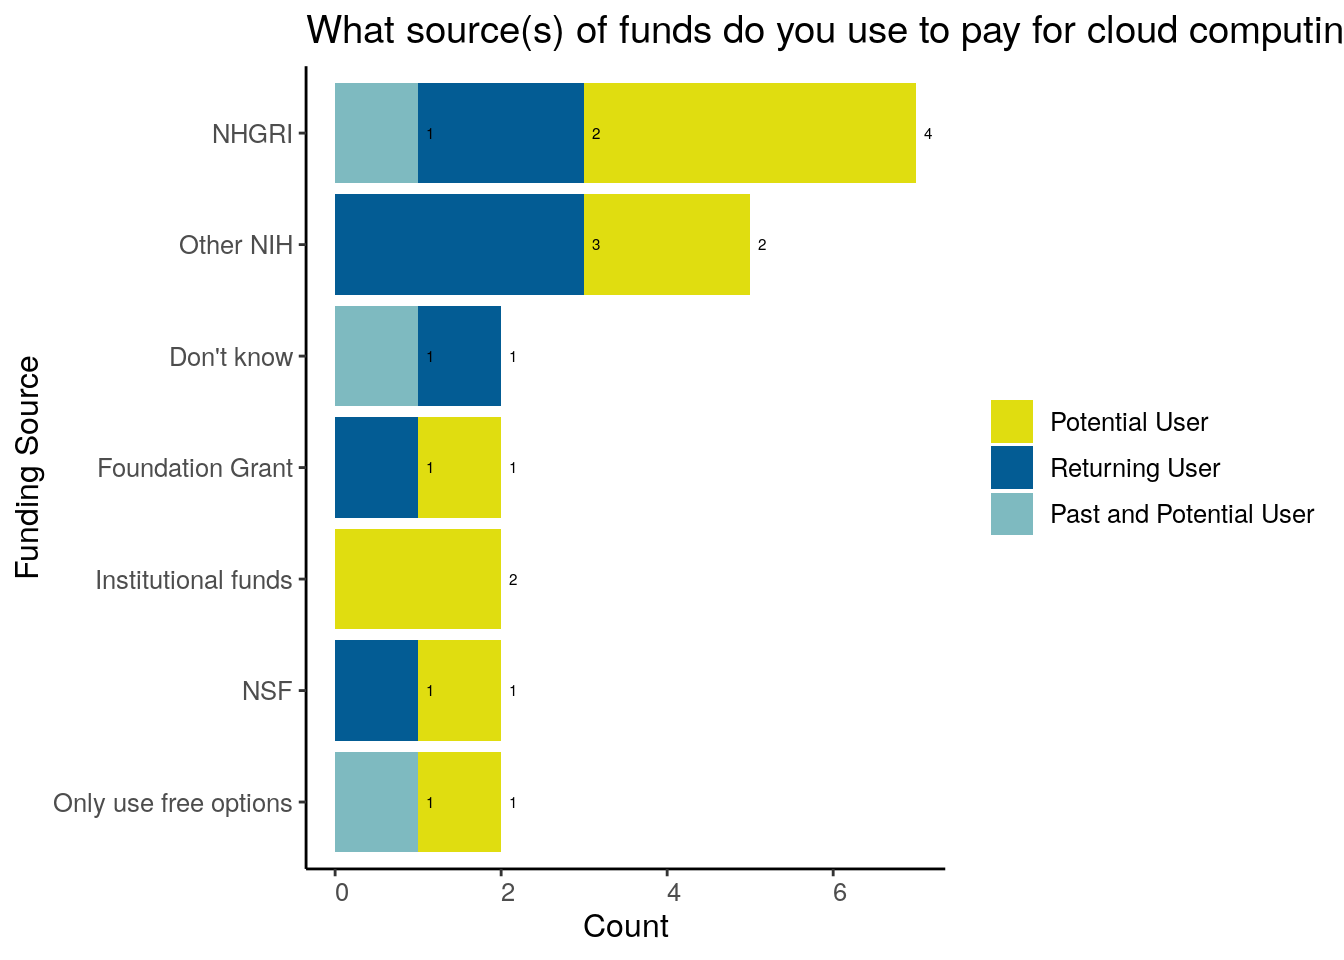 What source(s) of funds do you use to pay for cloud computin
NHGRI
1 2 4
Other NIH
3 2
Don't know
1 1
Foundation Grant
1 1
Institutional funds
2
NSF
1 1
Only use free options
1 1
Funding Source
0 2 4 6
Count
Potential User
Returning User
Past and Potential User